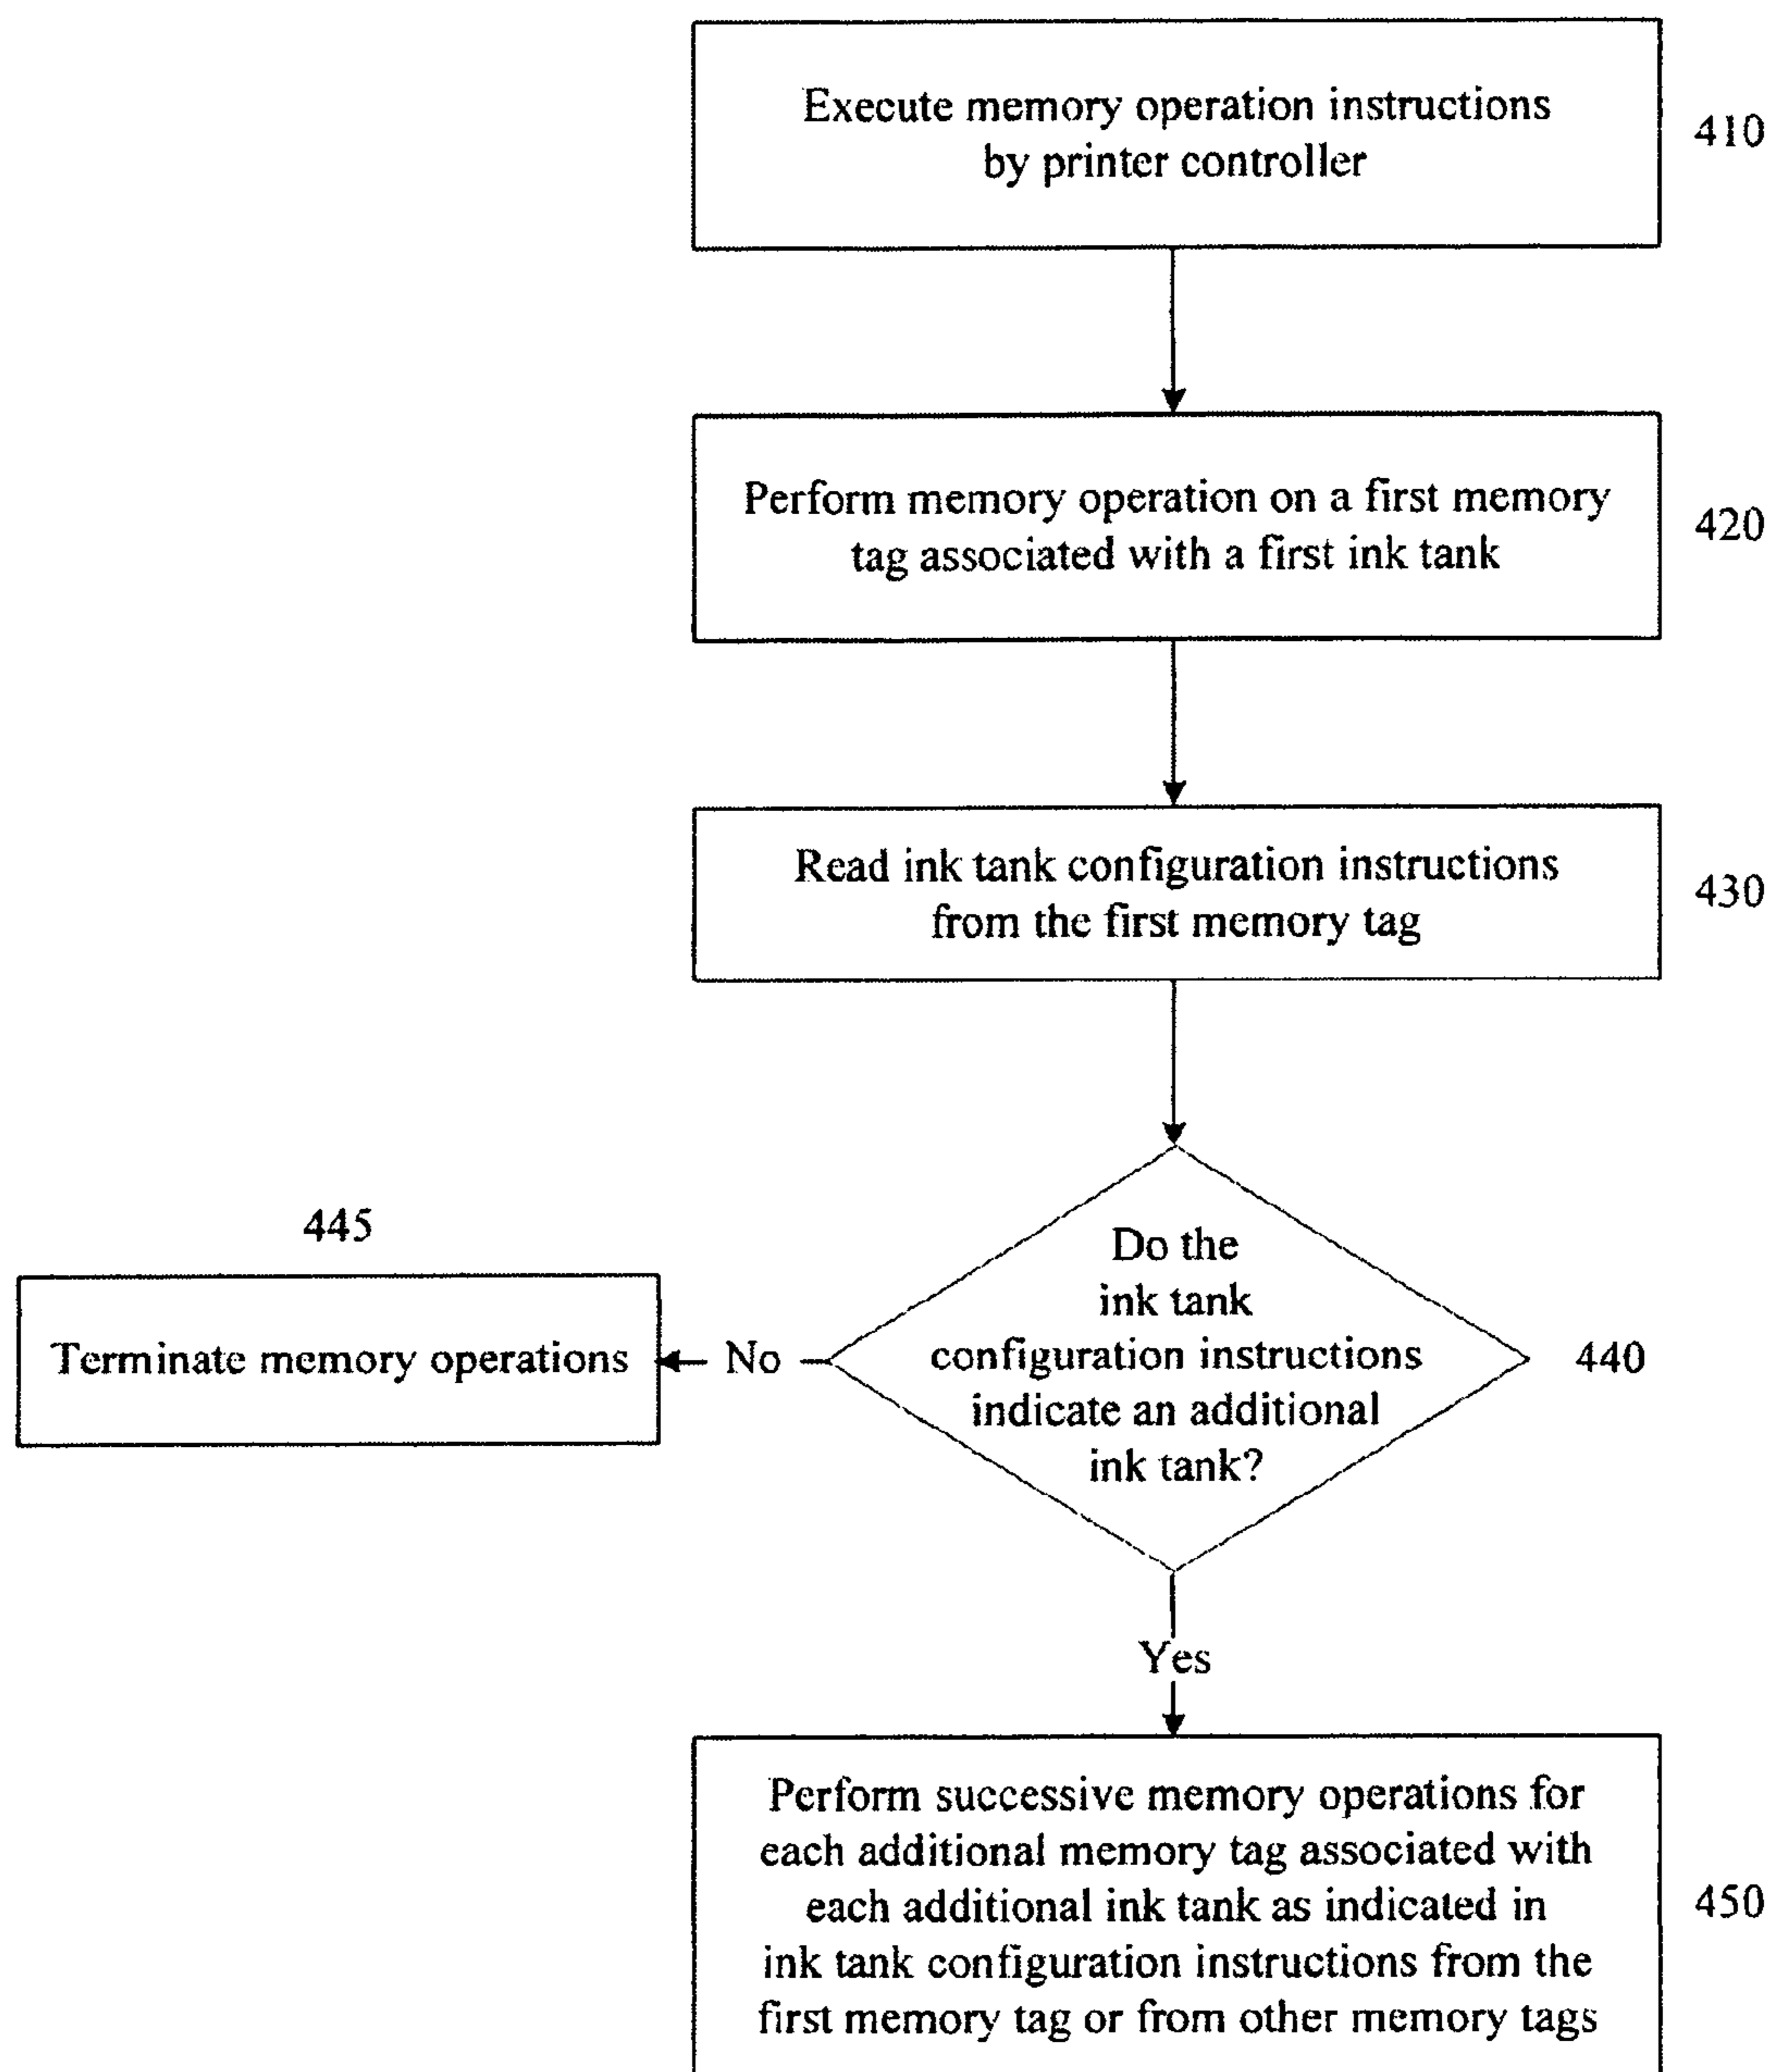 Execute memory operation instructions
by printer controller
410
Perform memory operation on a first memory
tag associated with a first ink tank
420
Read ink tank configuration instructions
from the first memory tag
430
445
Do the
ink tank
configuration instructions
indicate an additional
ink tank?
440
No
Terminate memory operations
Yes
Perform successive memory operations for
each additional memory tag associated with
each additional ink tank as indicated in
ink tank configuration instructions from the
first memory tag or from other memory tags
450